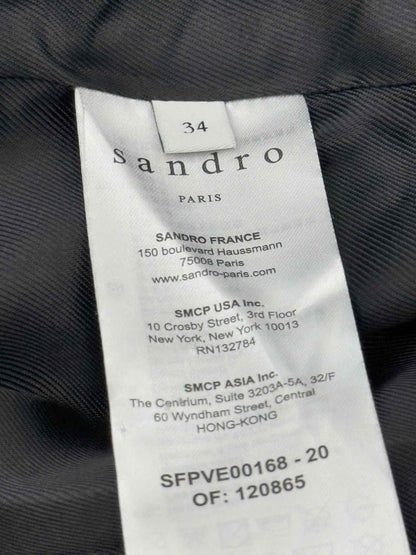 34
sandro
PARIS
SANDRO FRANCE
150 boulevard Haussmann
75008 Paris
www.sandro-paris.com
SMCP USA Inc.
10 Crosby Street, 3rd Floor
New York, New York 10013
RN132784
SMCP ASIA Inc.
The Centrium, Suite 3203A-5A, 32/F
60 Wyndham Street, Central
HONG-KONG
SFPVE00168 - 20
OF: 120865